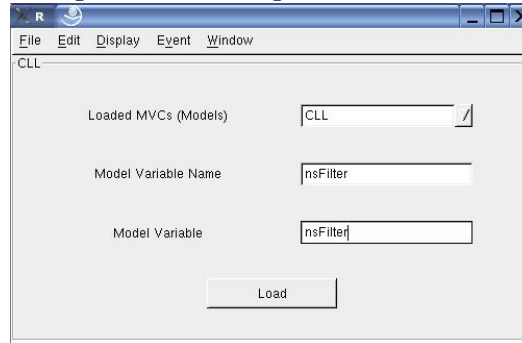 R
File Edit Display Event Window
CLL
Loaded MVCs (Models) CLL
Model Variable Name nsFilter
Model Variable nsFilter
Load